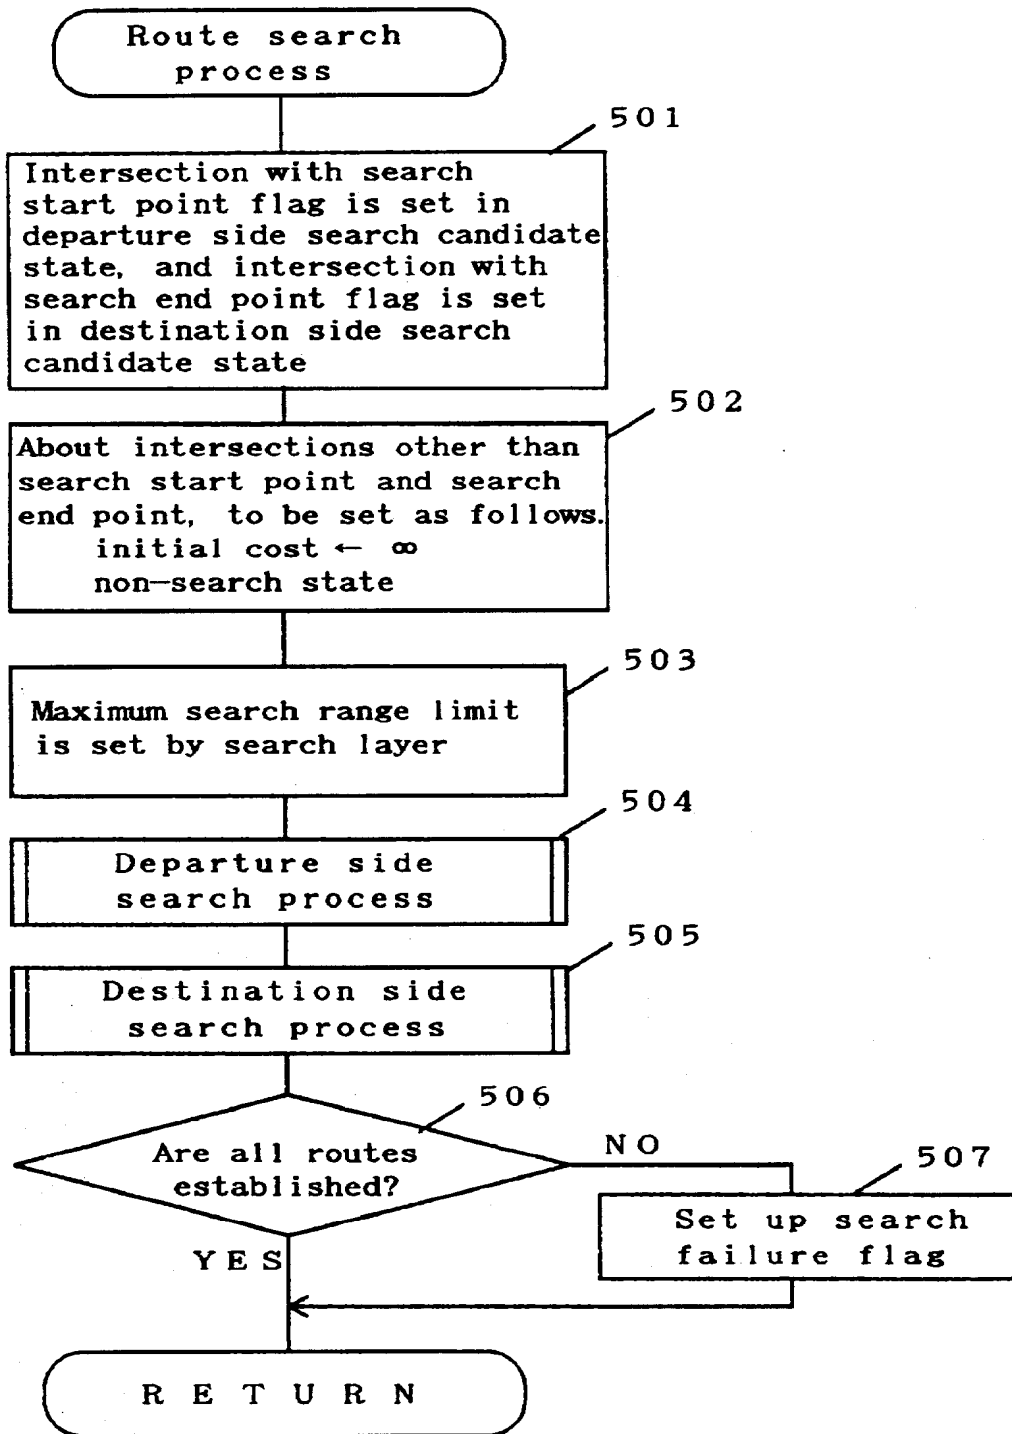 Route search
process
501
Intersection with search
start point flag is set in
departure side search candidate
state, and intersection with
search end point flag is set
in destination side search
candidate state
502
About intersections other than
search start point and search
end point, to be set as follows.
initial cost ← ∞
non-search state
503
Maximum search range limit
is set by search layer
504
Departure side
search process
505
Destination side
search process
506
Are all routes
established?
NO
507
Set up search
failure flag
YES
RETURN